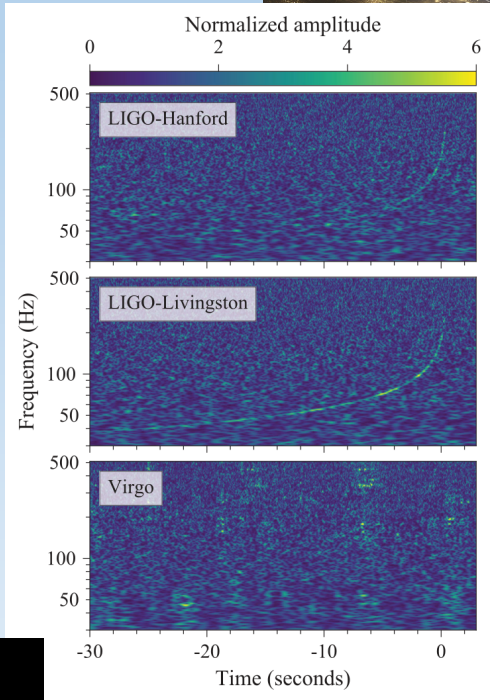 Normalized amplitude
0 2 4 6
500
LIGO-Hanford
100
50
500
LIGO-Livingston
100
50
Frequency (Hz)
500
Virgo
100
50
-30 -20 -10 0
Time (seconds)